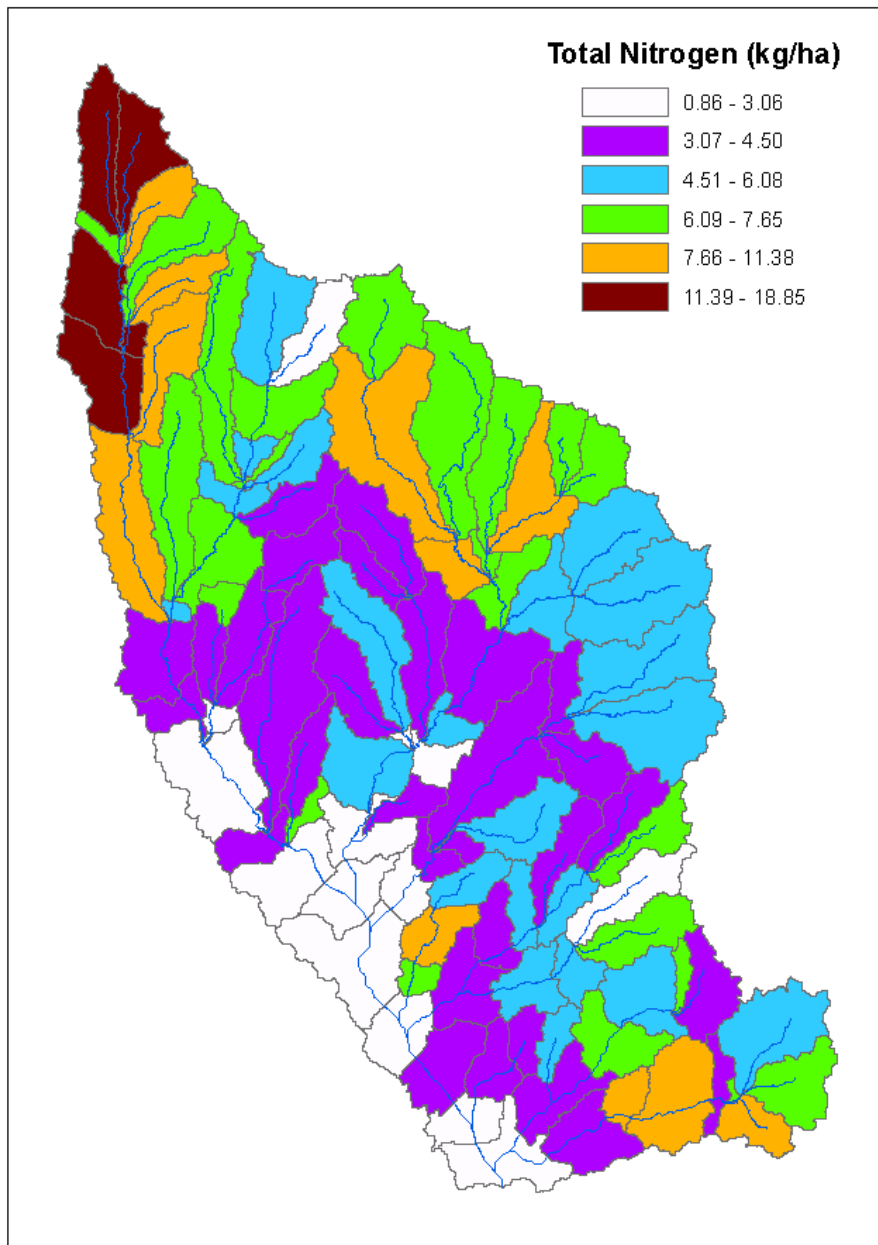 Total Nitrogen (kg/ha)
0.86 - 3.06
3.07 - 4.50
4.51 - 6.08
6.09 - 7.65
7.66 - 11.38
11.39 - 18.85